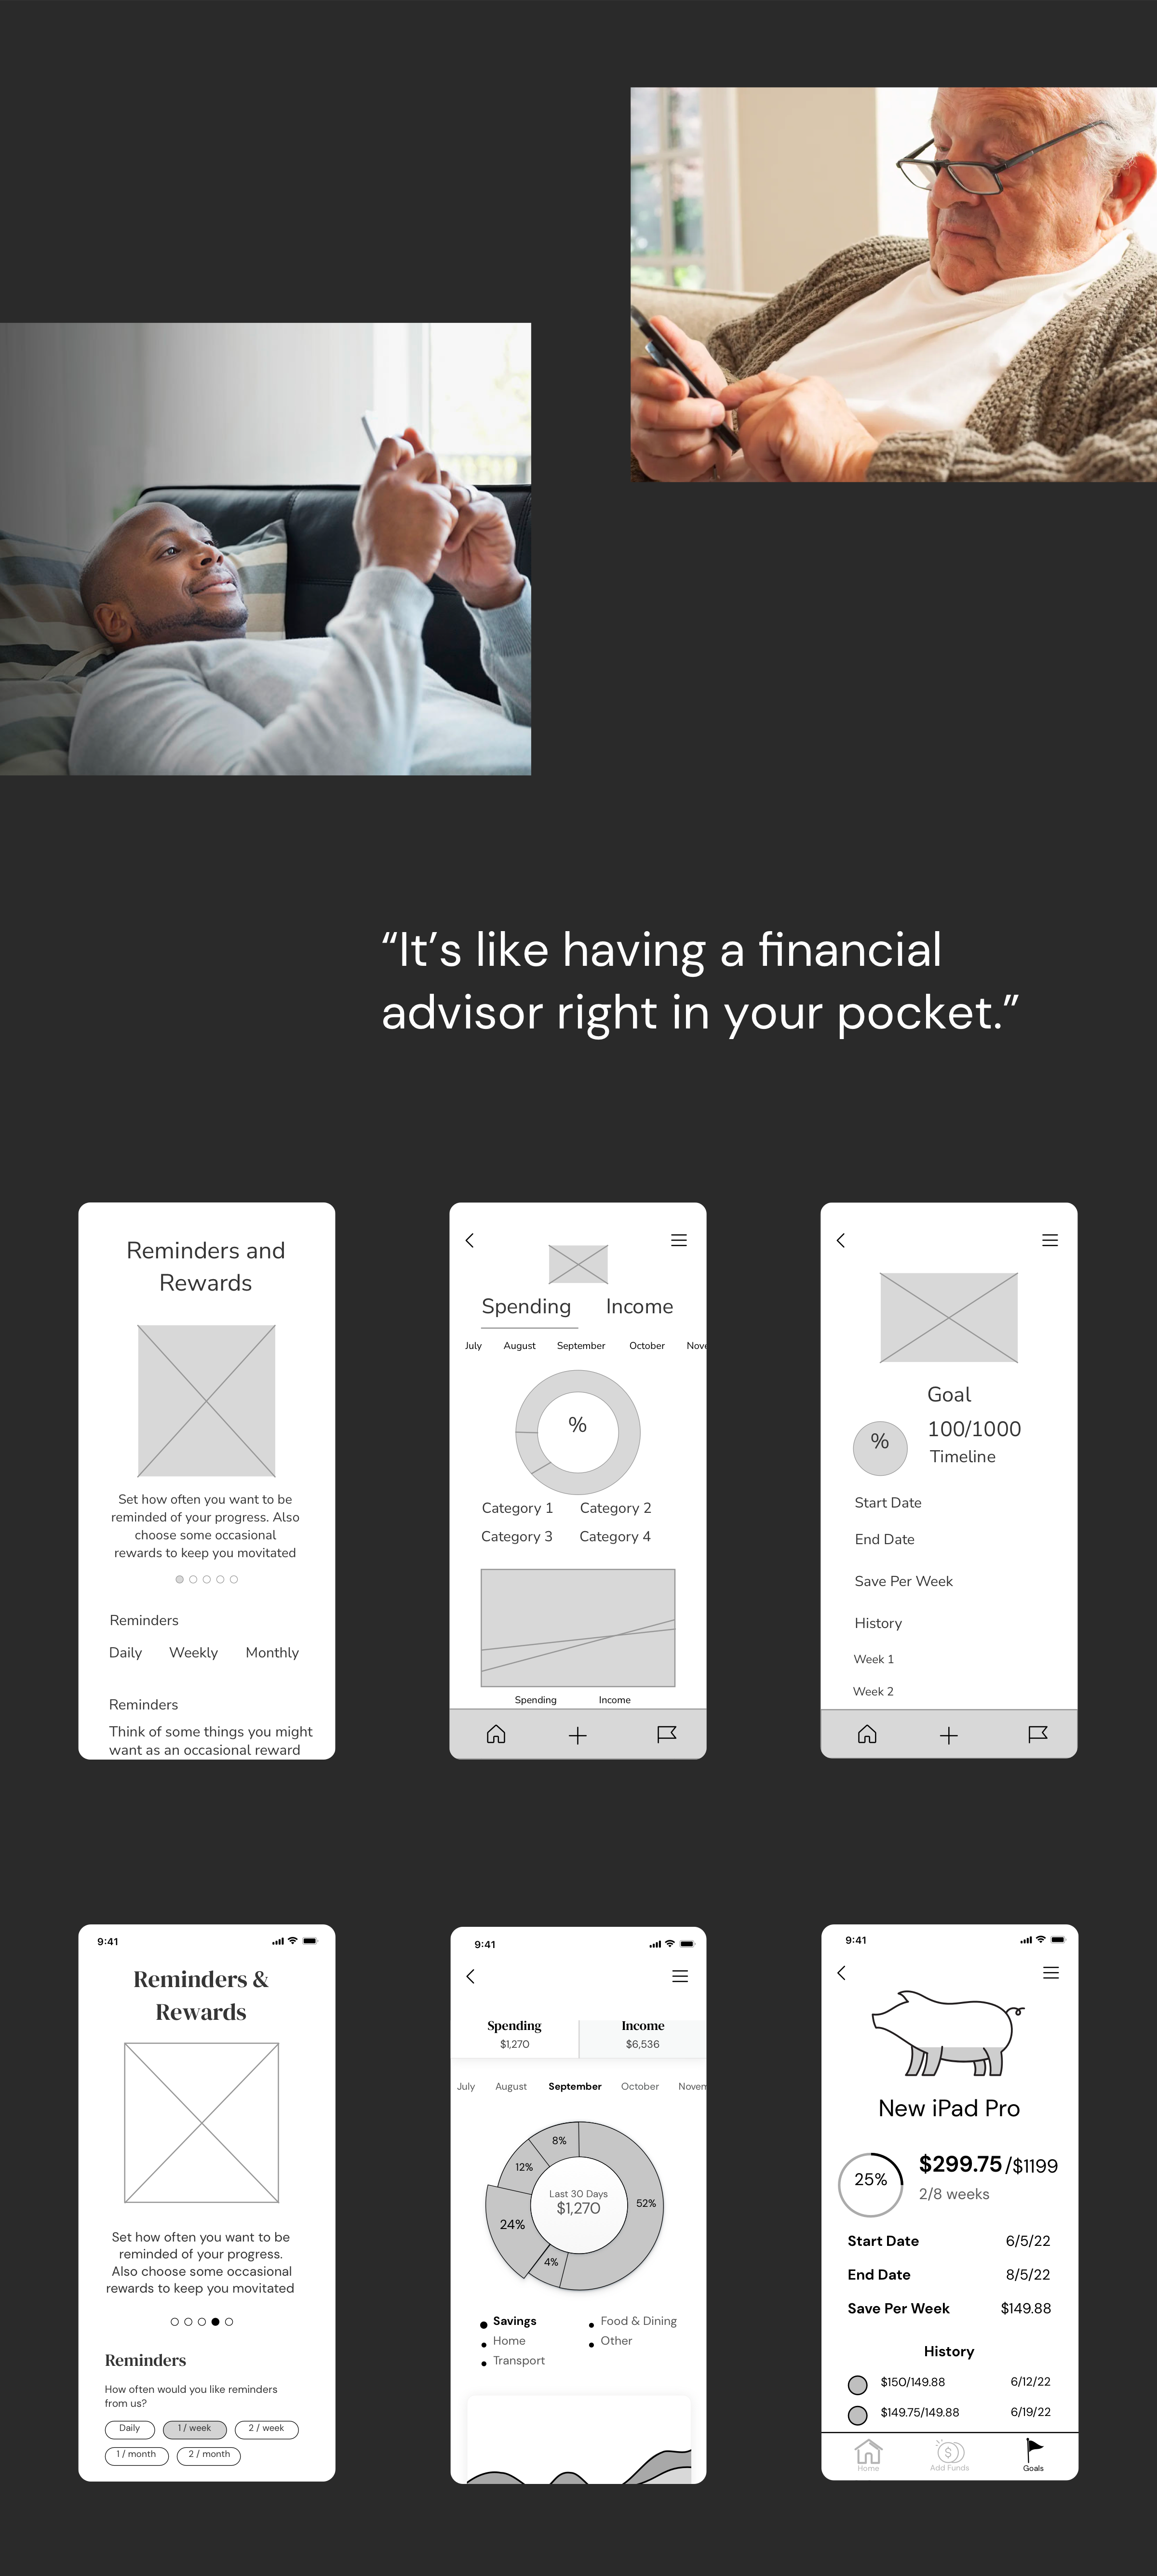 “It’s like having a financial
advisor right in your pocket.”
Reminders and
Rewards
Set how often you want to be
reminded of your progress. Also
choose some occasional
rewards to keep you movitated
Reminders
Daily Weekly Monthly
Reminders
Think of some things you might
want as an occasional reward
Spending Income
July August September October Nove
%
Category 1 Category 2
Category 3 Category 4
Spending Income
Goal
100/1000
%
Timeline
Start Date
End Date
Save Per Week
History
Week 1
Week 2
9:41
Reminders &
Rewards
Set how often you want to be
reminded of your progress.
Also choose some occasional
rewards to keep you movitated
Reminders
How often would you like reminders
from us?
Daily 1 / week 2 / week
1 / month 2 / month
9:41
Spending Income
$1,270 $6,536
July August September October Novem
8%
12%
Last 30 Days
$1,270
52%
24%
4%
Savings Food & Dining
Home Other
Transport
9:41
New iPad Pro
25%
$299.75/$1199
2/8 weeks
Start Date 6/5/22
End Date 8/5/22
Save Per Week $149.88
History
$150/149.88 6/12/22
$149.75/149.88 6/19/22
Home Add Funds Goals